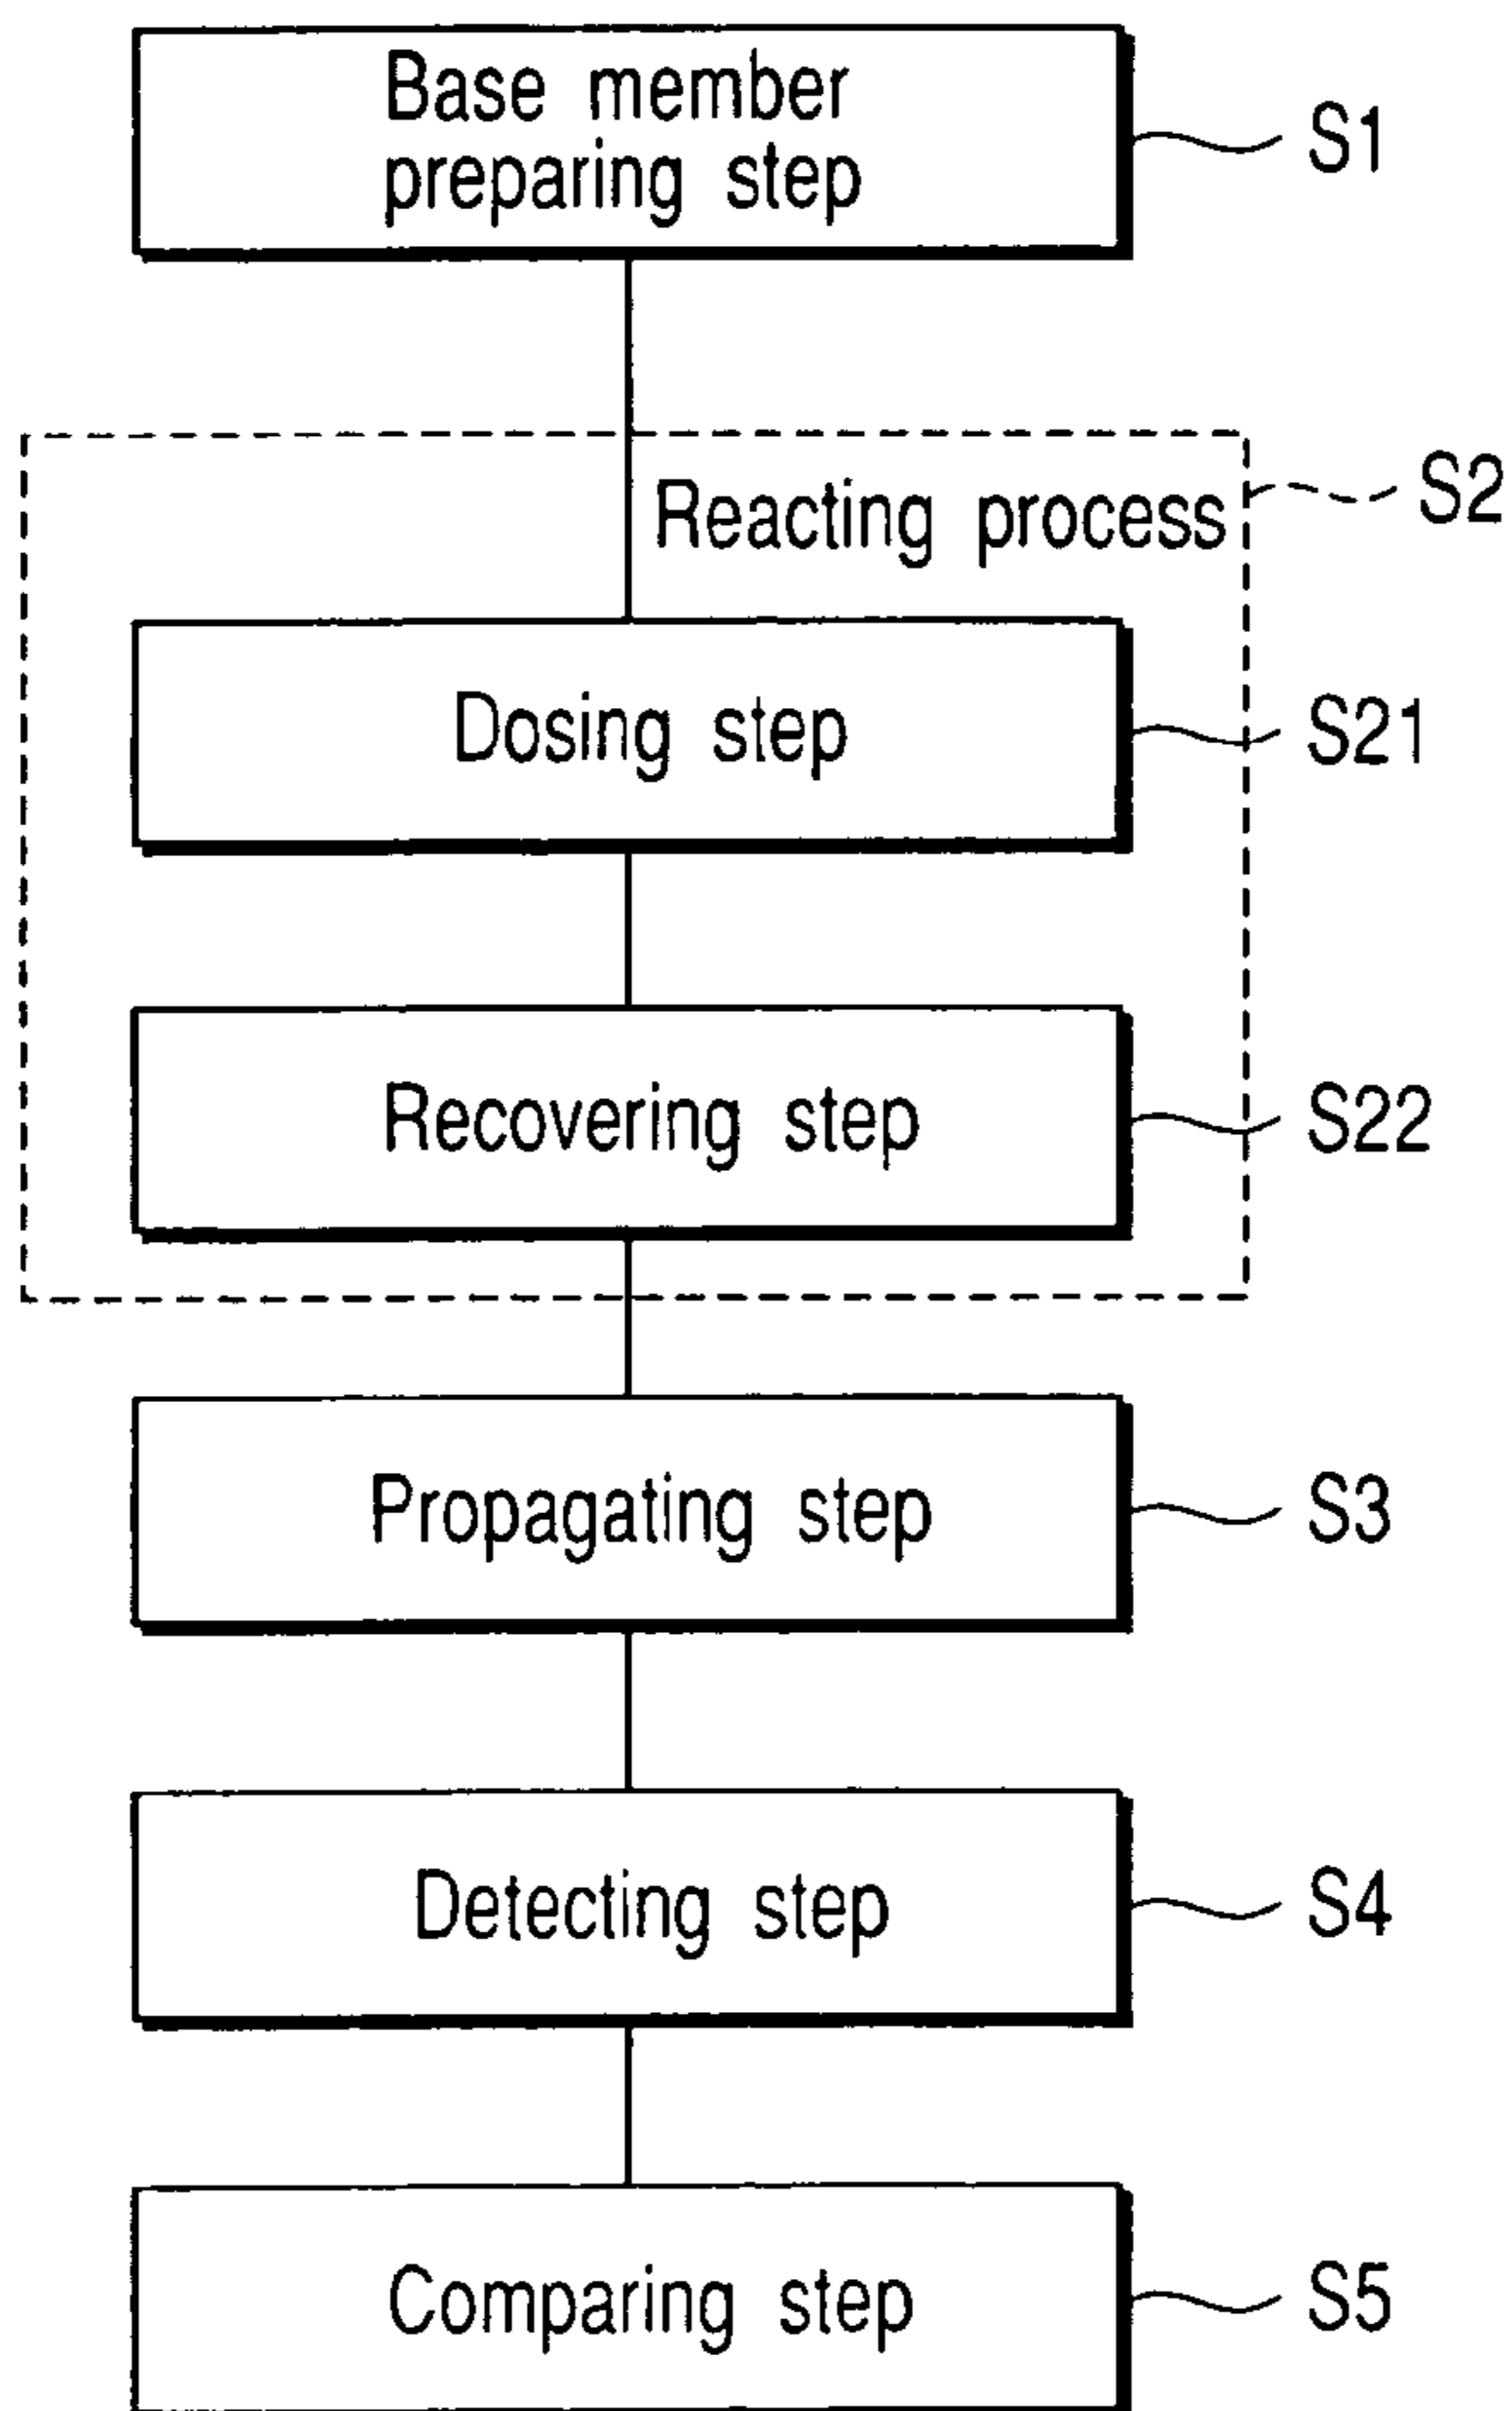 Base member
preparing step
S1
Reacting process
S2
Dosing step
S21
Recovering step
S22
Propagating step
S3
Detecting step
S4
Comparing step
S5